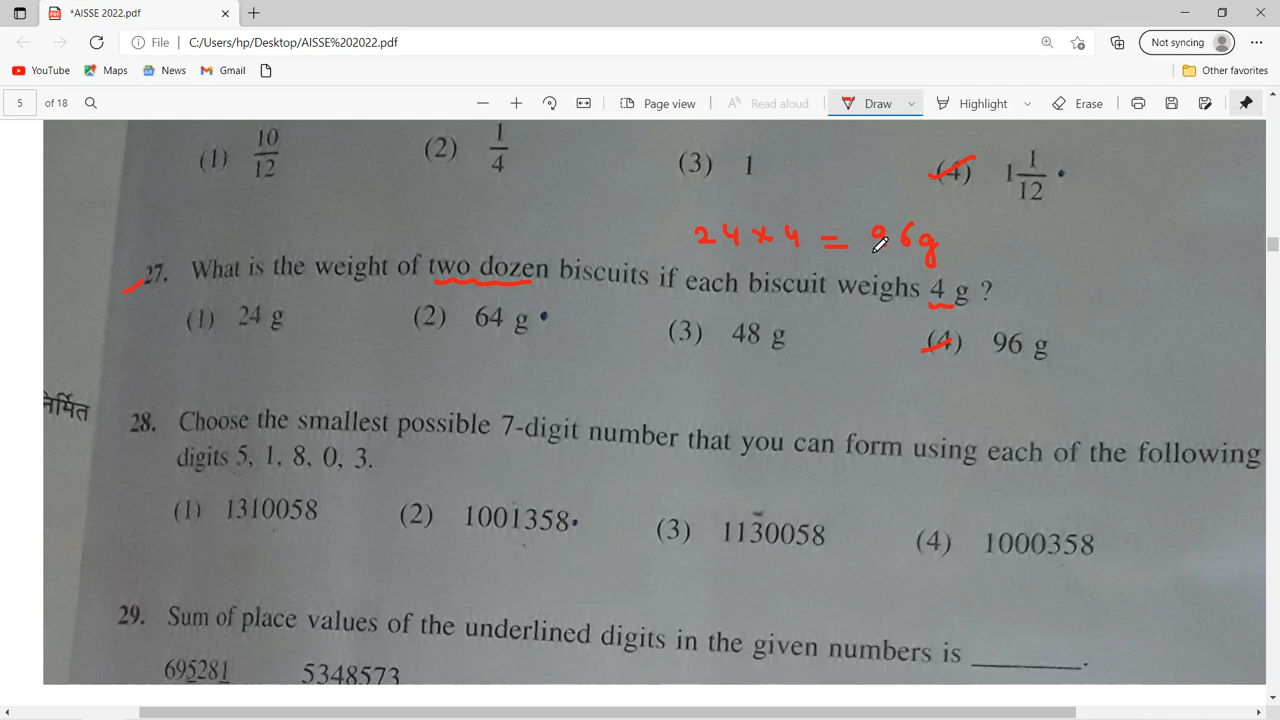 *AISSE 2022.pdf
File C:/Users/hp/Desktop/AISSE%202022.pdf Not syncing
YouTube Maps News Gmail Other favorites
5 of 18 Page view Read aloud Draw Highlight Erase
(1) 10/12 (2) 1/4 (3) 1 (4) 1 1/12
24 × 4 = 96g
27. What is the weight of two dozen biscuits if each biscuit weighs 4 g ?
(1) 24 g (2) 64 g (3) 48 g (4) 96 g
28. Choose the smallest possible 7-digit number that you can form using each of the following
digits 5, 1, 8, 0, 3.
(1) 1310058 (2) 1001358 (3) 1130058 (4) 1000358
29. Sum of place values of the underlined digits in the given numbers is ________.
695281 5348573